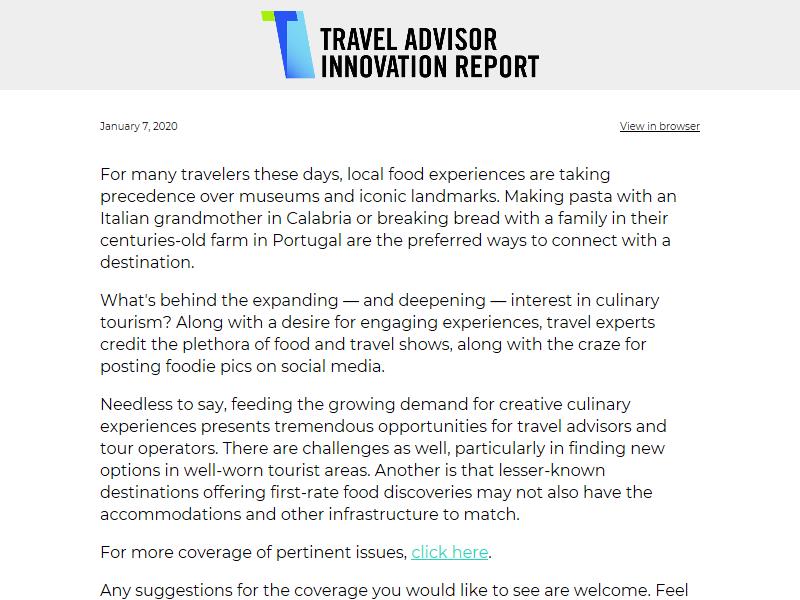 TRAVEL ADVISOR
INNOVATION REPORT
January 7, 2020
View in browser
For many travelers these days, local food experiences are taking
precedence over museums and iconic landmarks. Making pasta with an
Italian grandmother in Calabria or breaking bread with a family in their
centuries-old farm in Portugal are the preferred ways to connect with a
destination.
What's behind the expanding — and deepening — interest in culinary
tourism? Along with a desire for engaging experiences, travel experts
credit the plethora of food and travel shows, along with the craze for
posting foodie pics on social media.
Needless to say, feeding the growing demand for creative culinary
experiences presents tremendous opportunities for travel advisors and
tour operators. There are challenges as well, particularly in finding new
options in well-worn tourist areas. Another is that lesser-known
destinations offering first-rate food discoveries may not also have the
accommodations and other infrastructure to match.
For more coverage of pertinent issues, click here.
Any suggestions for the coverage you would like to see are welcome. Feel